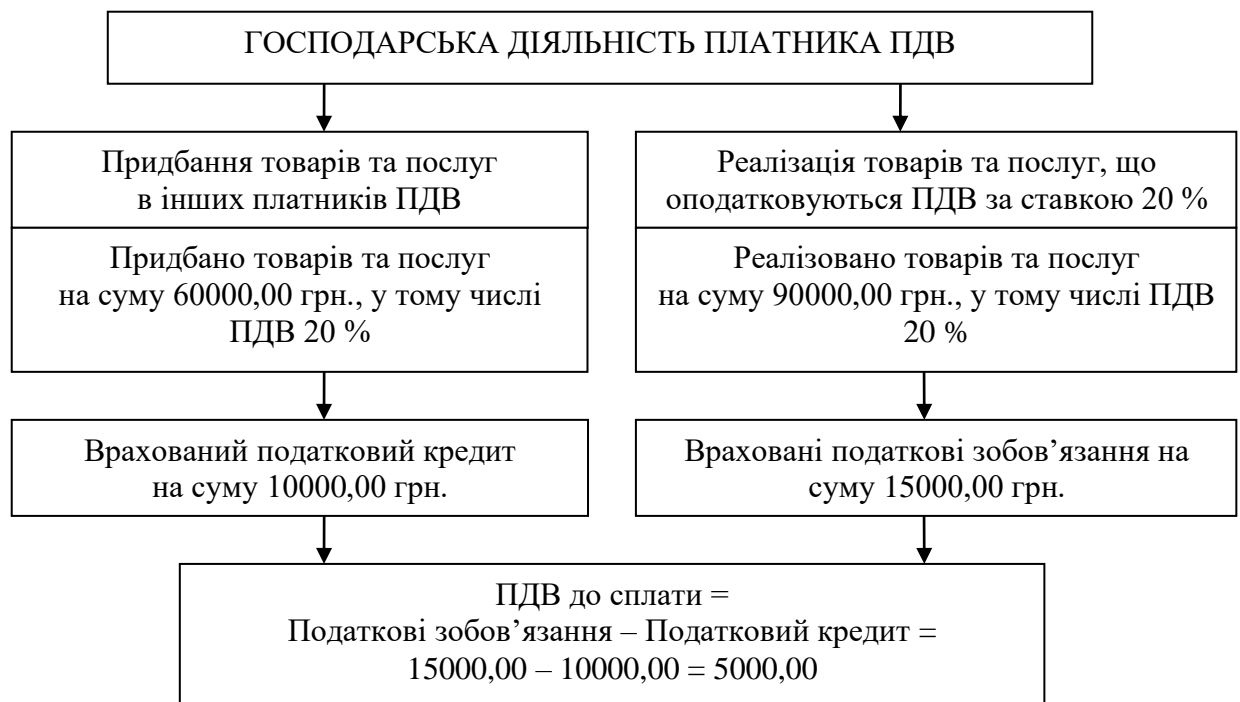 ГОСПОДАРСЬКА ДІЯЛЬНІСТЬ ПЛАТНИКА ПДВ
Придбання товарів та послуг
в інших платників ПДВ
Придбано товарів та послуг
на суму 60000,00 грн., у тому числі
ПДВ 20 %
Врахований податковий кредит
на суму 10000,00 грн.
Реалізація товарів та послуг, що
оподатковуються ПДВ за ставкою 20 %
Реалізовано товарів та послуг
на суму 90000,00 грн., у тому числі ПДВ
20 %
Враховані податкові зобов’язання на
суму 15000,00 грн.
ПДВ до сплати =
Податкові зобов’язання – Податковий кредит =
15000,00 – 10000,00 = 5000,00